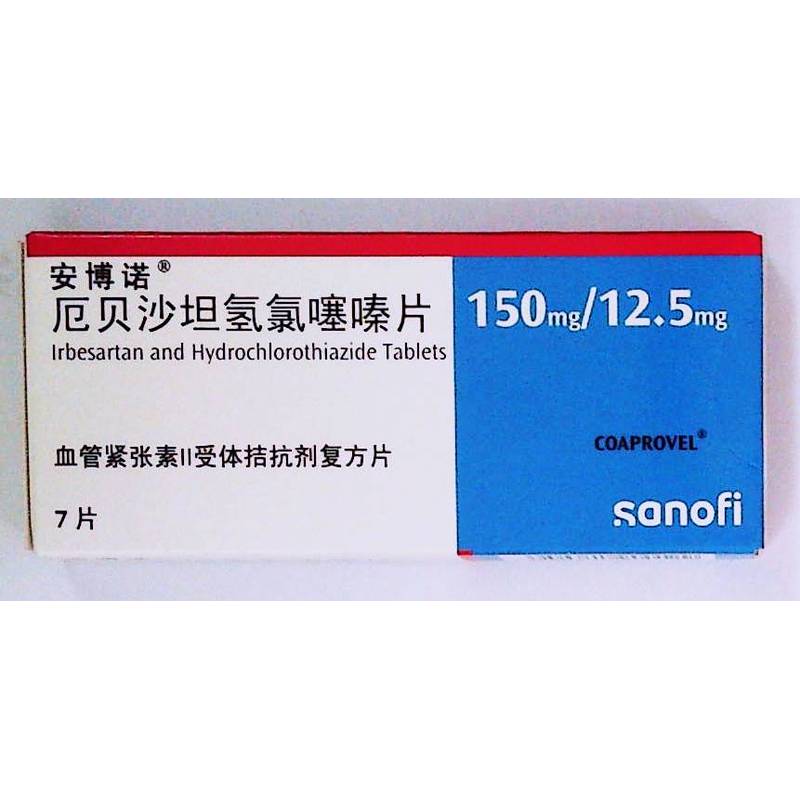 安博诺®
厄贝沙坦氢氯噻嗪片
Irbesartan and Hydrochlorothiazide Tablets
血管紧张素II受体拮抗剂复方片
7片
150mg/12.5mg
COAPROVEL®
sanofi